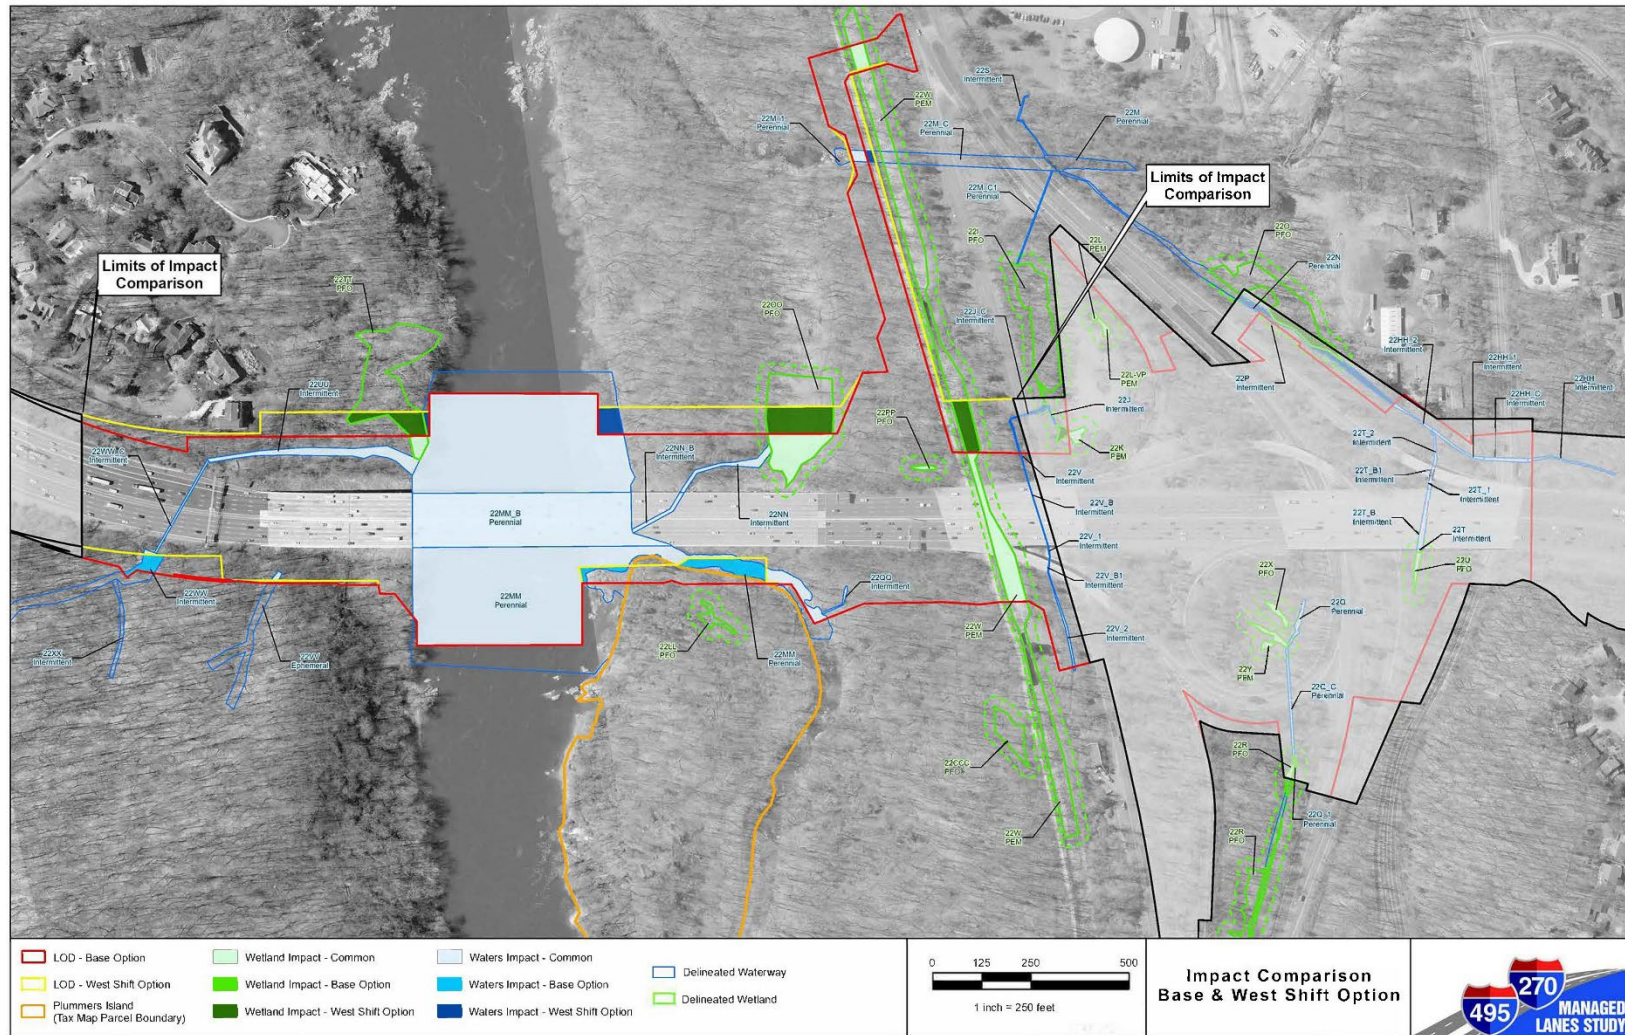 22S
Intermittent
22W
PEM
22M_1
Perennial
22M_C
Perennial
22M
Perennial
Limits of Impact
Comparison
22M_C1
Perennial
22I
PFO
22L
PEM
22O
PFO
22N
Perennial
Limits of Impact
Comparison
22TT
PFO
22OO
PFO
22J_C
Intermittent
22L-VP
PEM
22P
Intermittent
22HH_2
Intermittent
22HH_1
Intermittent
22HH
Intermittent
22HH_C
Intermittent
22UU
Intermittent
22PP
PFO
22J
Intermittent
22K
PEM
22T_2
Intermittent
22WW_C
Intermittent
22NN_B
Intermittent
22V
Intermittent
22T_B1
Intermittent
22MM_B
Perennial
22NN
Intermittent
22V_B
Intermittent
22T_1
Intermittent
22T_B
Intermittent
22V_1
Intermittent
22T
Intermittent
22V_B1
Intermittent
22X
PFO
22U
PFO
22WW
Intermittent
22MM
Perennial
22QQ
Intermittent
22Q
Perennial
22XX
Intermittent
22VV
Ephemeral
22LL
PFO
22MM
Perennial
22W
PEM
22V_2
Intermittent
22Y
PEM
Perennial
22CCC
PFO
22R
PFO
22W
PEM
22R
PFO
22Q_1
Perennial
LOD - Base Option
LOD - West Shift Option
Plummers Island
(Tax Map Parcel Boundary)
Wetland Impact - Common
Wetland Impact - Base Option
Wetland Impact - West Shift Option
Waters Impact - Common
Waters Impact - Base Option
Waters Impact - West Shift Option
Delineated Waterway
Delineated Wetland
0 125 250 500
1 inch = 250 feet
Impact Comparison
Base & West Shift Option
495
270
MANAGED
LANES STUDY